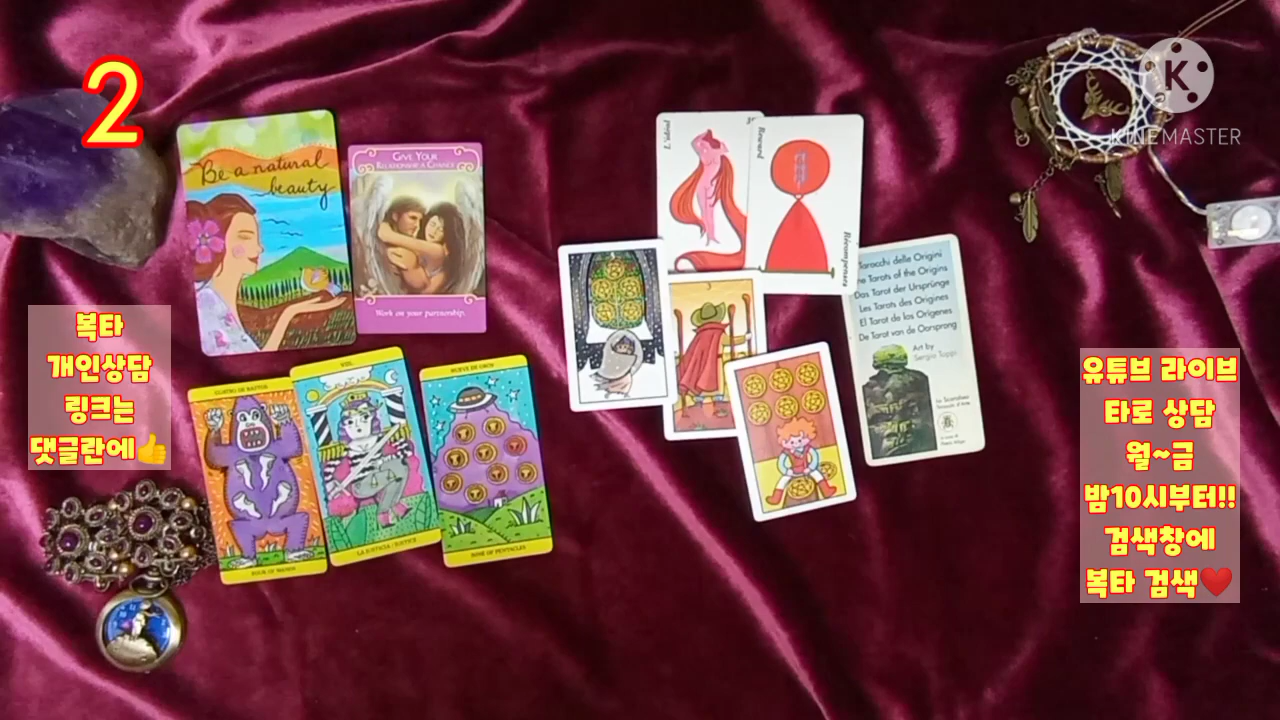 2
Be a natural
beauty
GIVE YOUR
RELATIONSHIP A CHANCE
Work on your partnership.
CUATRO DE BASTOS
FOUR OF WANDS
VIII.
LA JUSTICIA / JUSTICE
NUEVE DE OROS
NINE OF PENTACLES
Reward
Récompenses
Tarocchi delle Origini
The Tarots of the Origins
Das Tarot der Ursprünge
Les Tarots des Origines
El Tarot de los Orígenes
De Tarot van de Oorsprong
Art by
Sergio Toppi
Lo Scarabeo
복타
개인상담
링크는
댓글란에👍
K
KINEMASTER
유튜브 라이브
타로 상담
월~금
밤10시부터!!
검색창에
복타 검색❤️